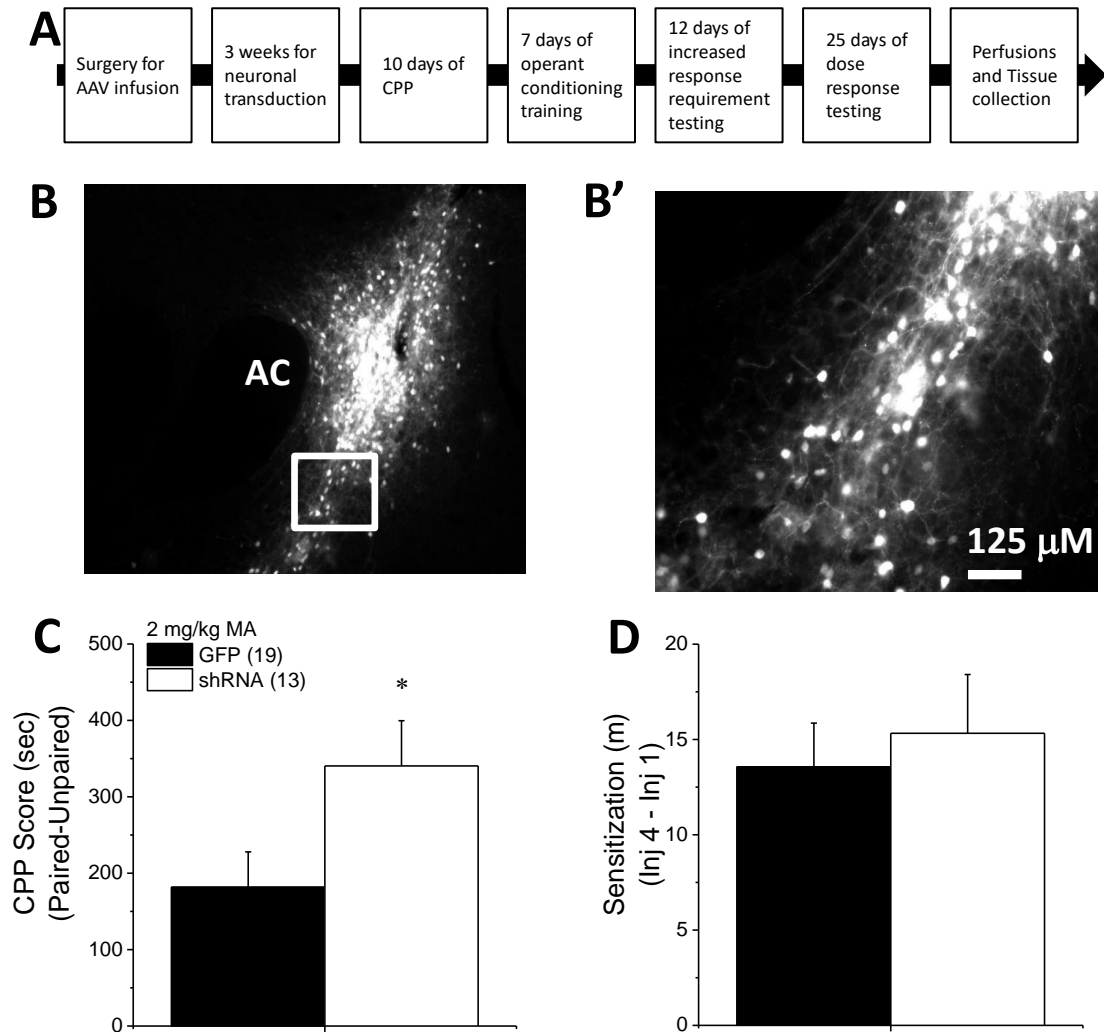 A
Surgery for
AAV infusion
3 weeks for
neuronal
transduction
10 days of
CPP
7 days of
operant
conditioning
training
12 days of
increased
response
requirement
testing
25 days of
dose
response
testing
Perfusions
and Tissue
collection
B
AC
B'
125 μM
C
2 mg/kg MA
GFP (19)
shRNA (13)
*
CPP Score (sec)
(Paired-Unpaired)
500
400
300
200
100
0
D
Sensitization (m)
(Inj 4 - Inj 1)
20
15
10
5
0